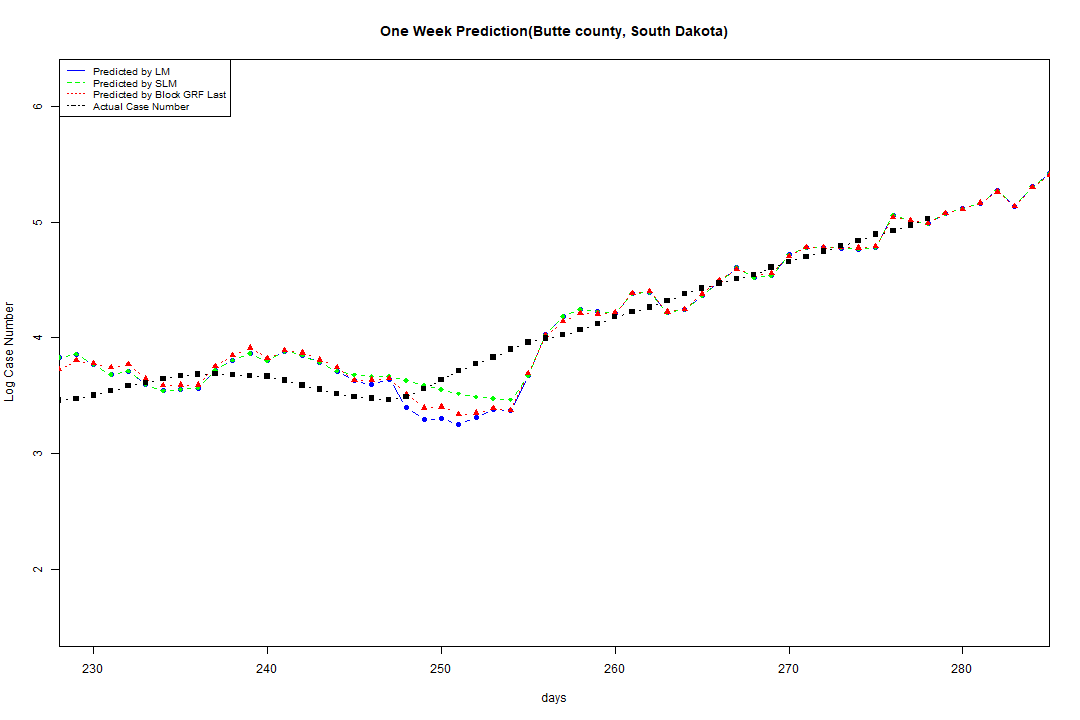 One Week Prediction(Butte county, South Dakota)
Predicted by LM
Predicted by SLM
Predicted by Block GRF Last
Actual Case Number
6
5
4
3
2
Log Case Number
230 240 250 260 270 280
days